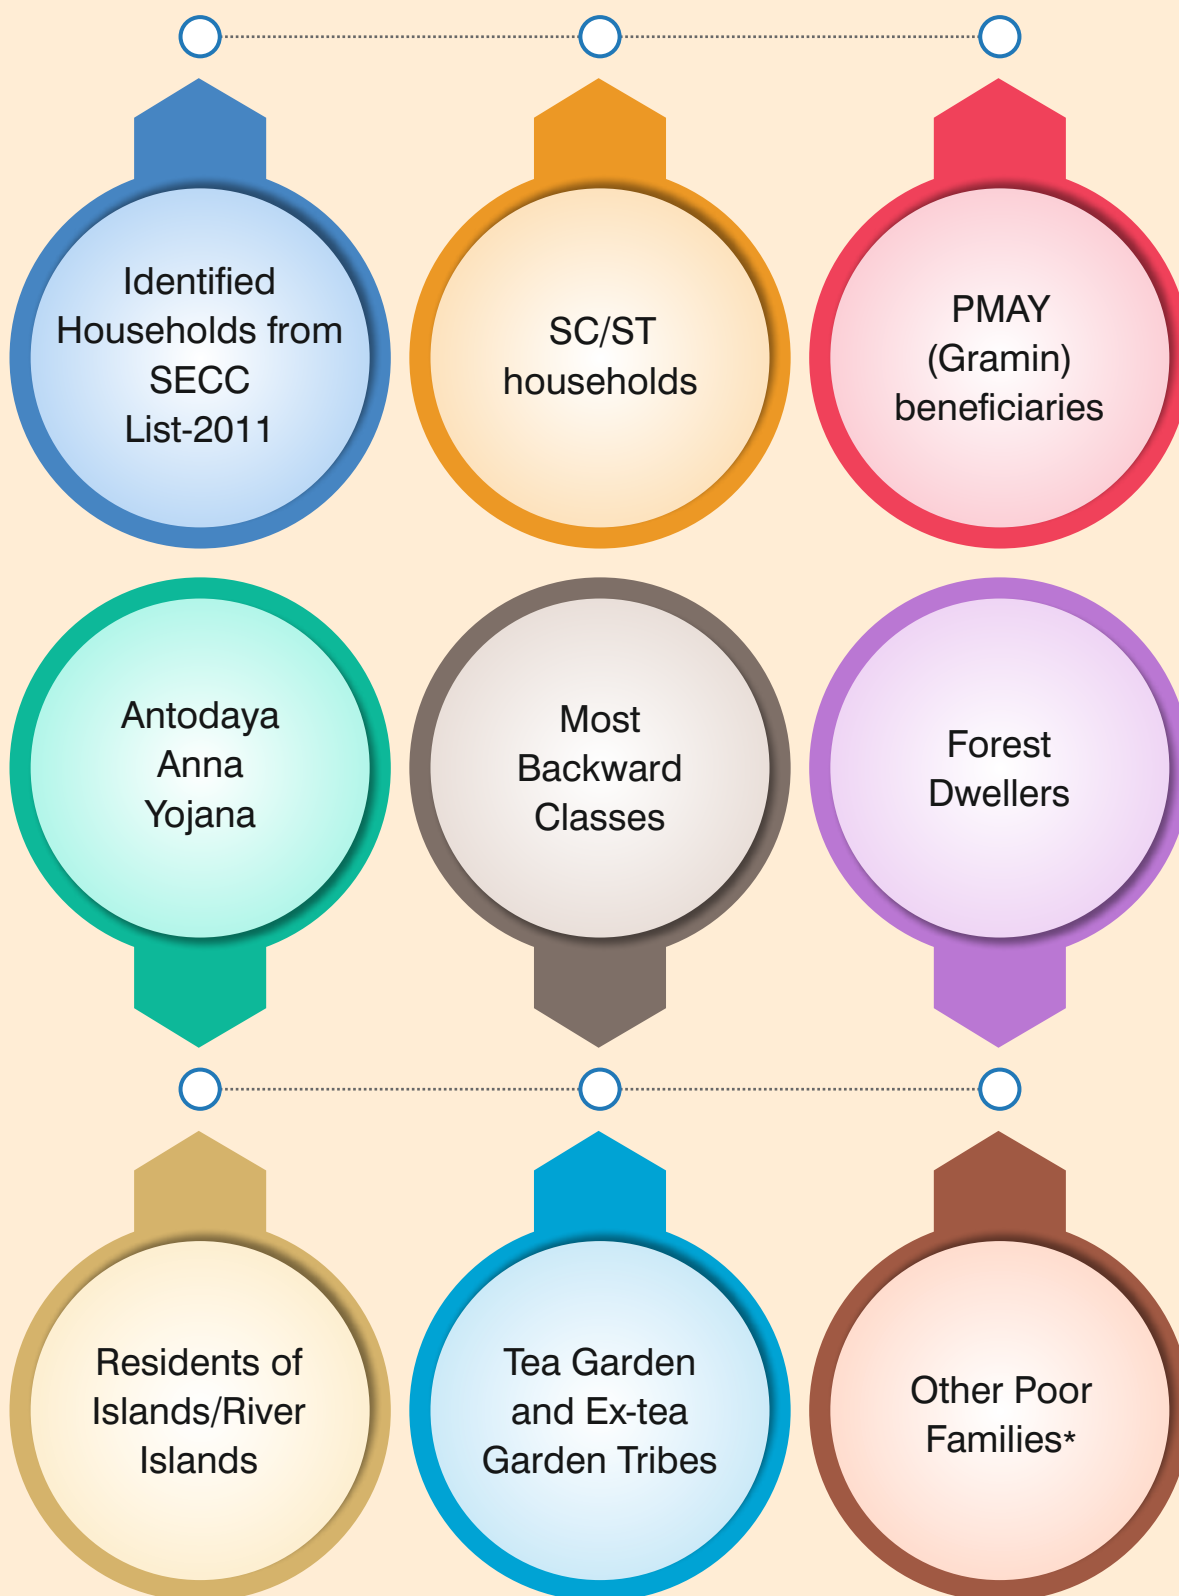 Identified
Households from
SECC
List-2011
SC/ST
households
PMAY
(Gramin)
beneficiaries
Antodaya
Anna
Yojana
Most
Backward
Classes
Forest
Dwellers
Residents of
Islands/River
Islands
Tea Garden
and Ex-tea
Garden Tribes
Other Poor
Families*